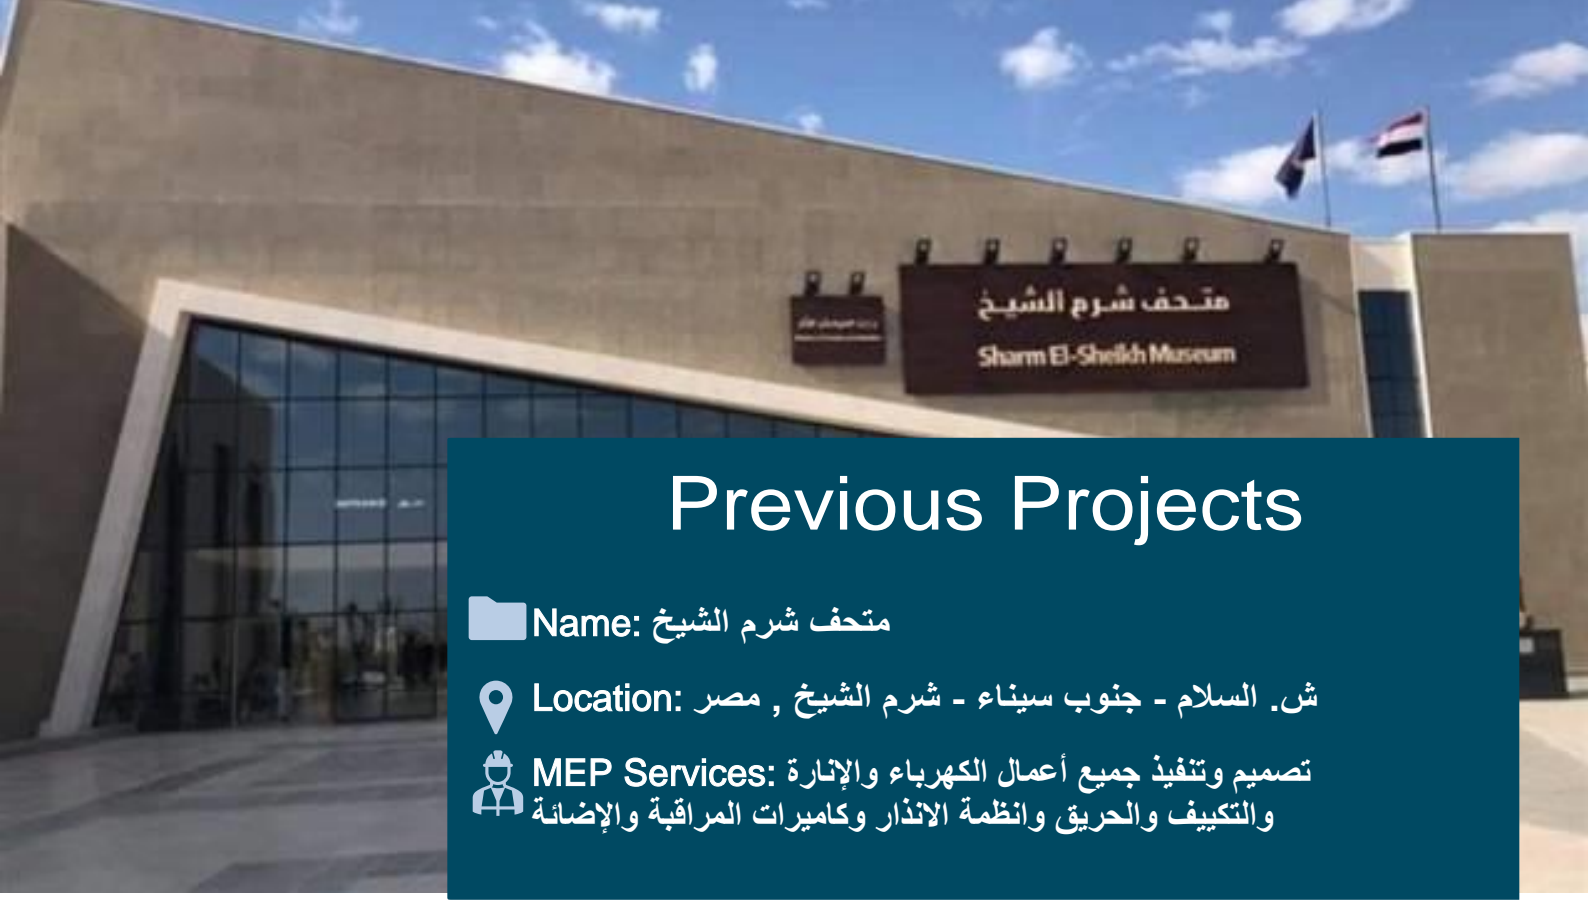 متحف شرم الشيخ
Sharm El-Sheikh Museum
Previous Projects
Name: متحف شرم الشيخ
Location: ش. السلام - جنوب سيناء - شرم الشيخ , مصر
MEP Services: تصميم وتنفيذ جميع أعمال الكهرباء والإنارة
والتكييف والحريق وانظمة الانذار وكاميرات المراقبة والإضائة